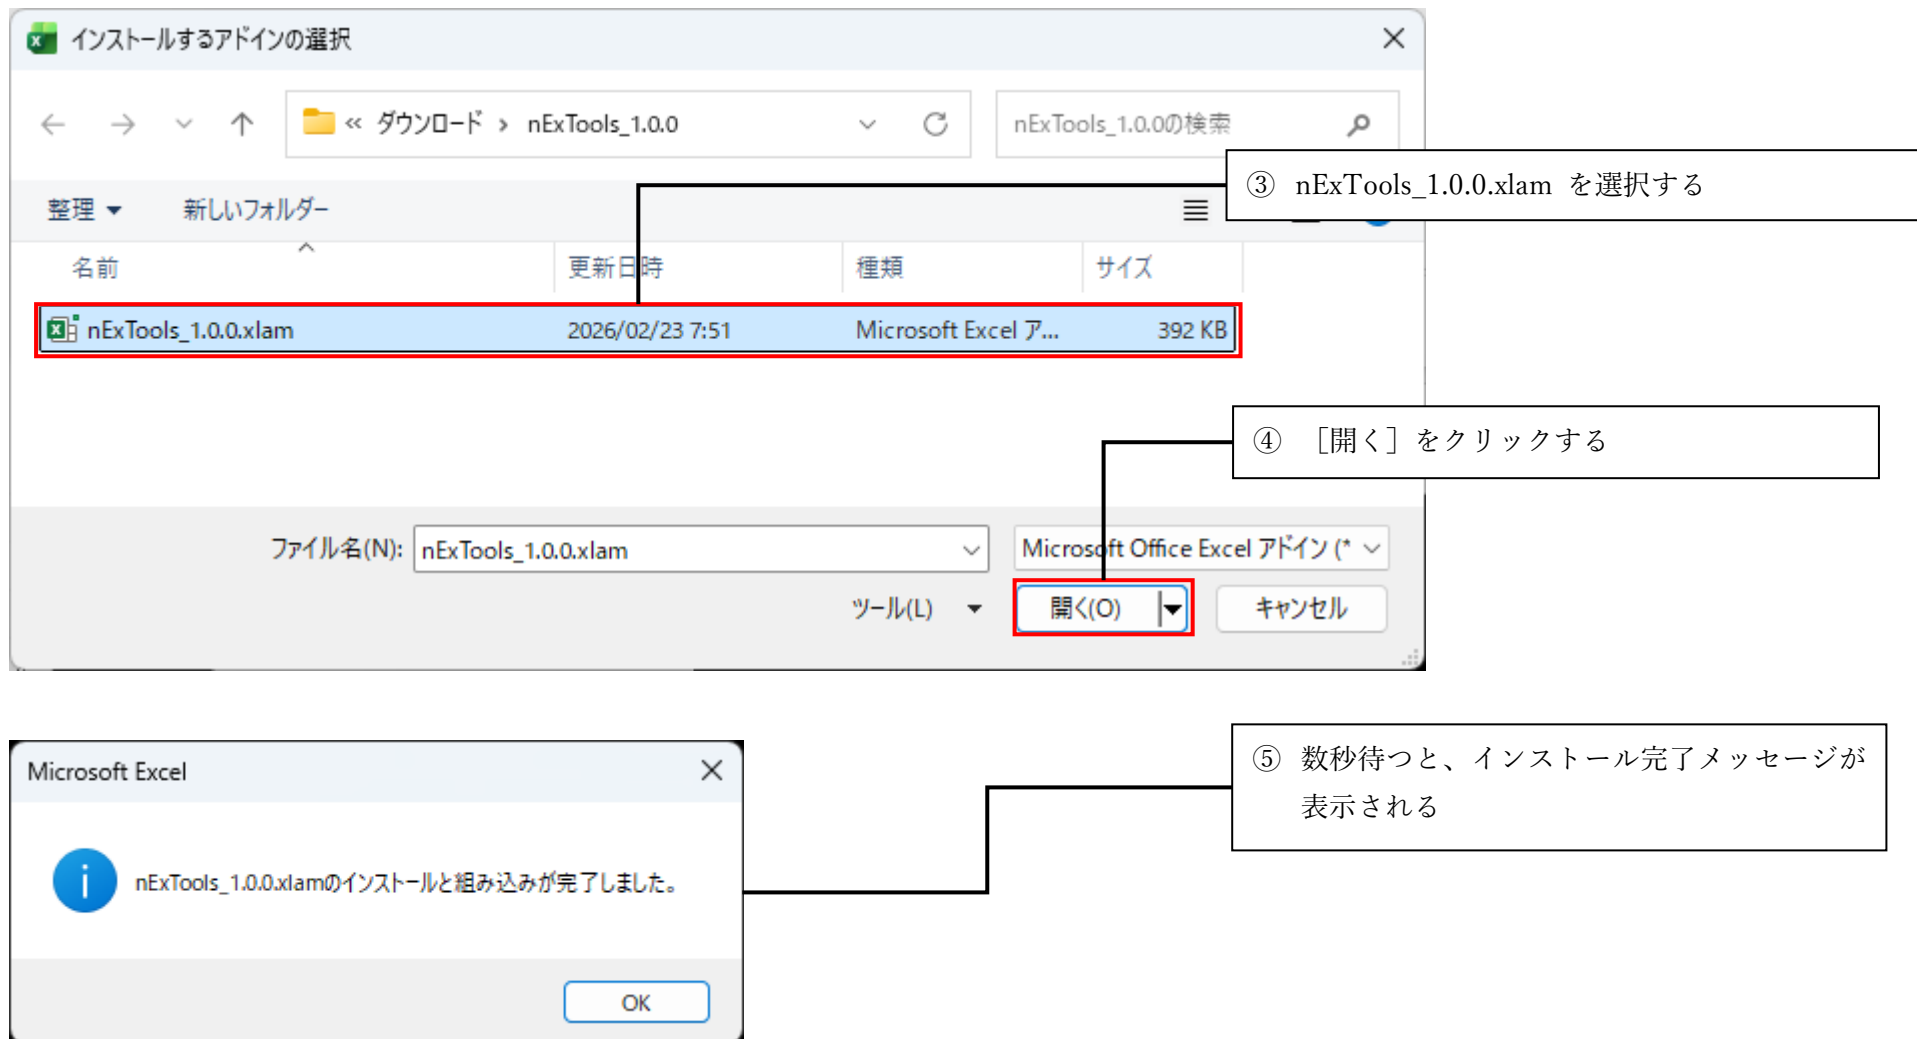 インストールするアドインの選択
« ダウンロード › nExTools_1.0.0
nExTools_1.0.0の検索
③ nExTools_1.0.0.xlam を選択する
整理 新しいフォルダー
名前 更新日時 種類 サイズ
nExTools_1.0.0.xlam 2026/02/23 7:51 Microsoft Excel ア... 392 KB
④ ［開く］をクリックする
ファイル名(N): nExTools_1.0.0.xlam Microsoft Office Excel アドイン (*
ツール(L) 開く(O) キャンセル
⑤ 数秒待つと、インストール完了メッセージが
表示される
Microsoft Excel
nExTools_1.0.0.xlamのインストールと組み込みが完了しました。
OK